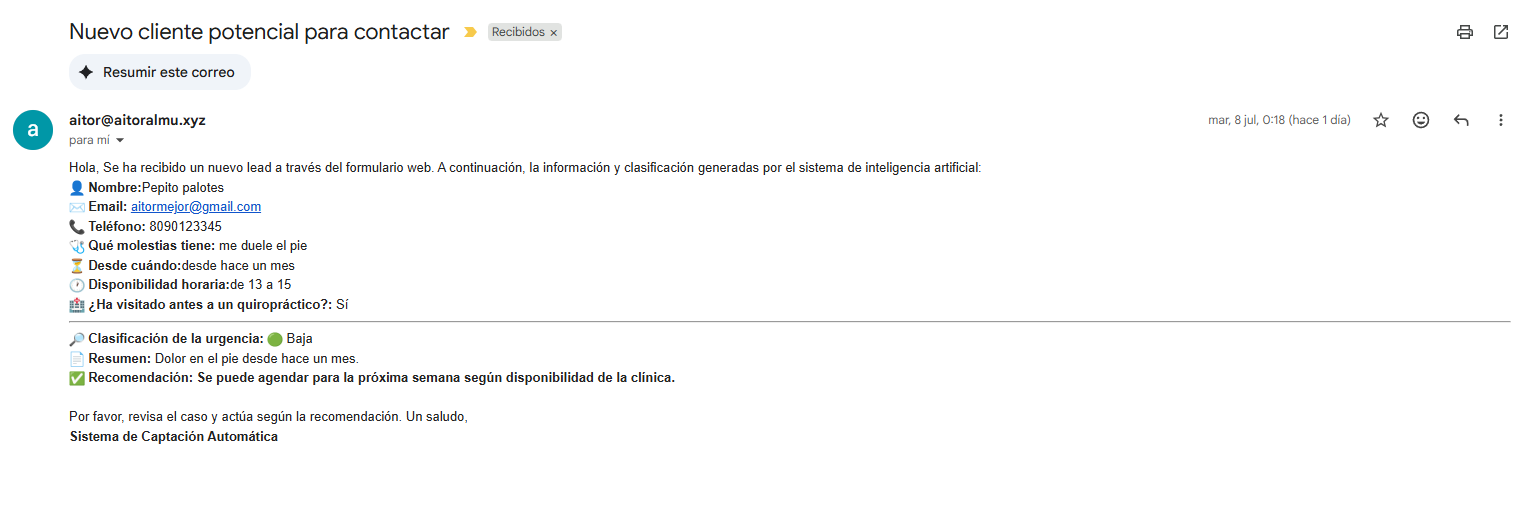 Nuevo cliente potencial para contactar
Recibidos ×
Resumir este correo
a
aitor@aitoralmu.xyz
mar, 8 jul, 0:18 (hace 1 día)
para mí
Hola, Se ha recibido un nuevo lead a través del formulario web. A continuación, la información y clasificación generadas por el sistema de inteligencia artificial:
👤 Nombre:Pepito palotes
✉️ Email: aitormejor@gmail.com
📞 Teléfono: 8090123345
🩺 Qué molestias tiene: me duele el pie
⏳ Desde cuándo:desde hace un mes
🕐 Disponibilidad horaria:de 13 a 15
🏥 ¿Ha visitado antes a un quiropráctico?: Sí
🔎 Clasificación de la urgencia: 🟢 Baja
📄 Resumen: Dolor en el pie desde hace un mes.
✅ Recomendación: Se puede agendar para la próxima semana según disponibilidad de la clínica.
Por favor, revisa el caso y actúa según la recomendación. Un saludo,
Sistema de Captación Automática